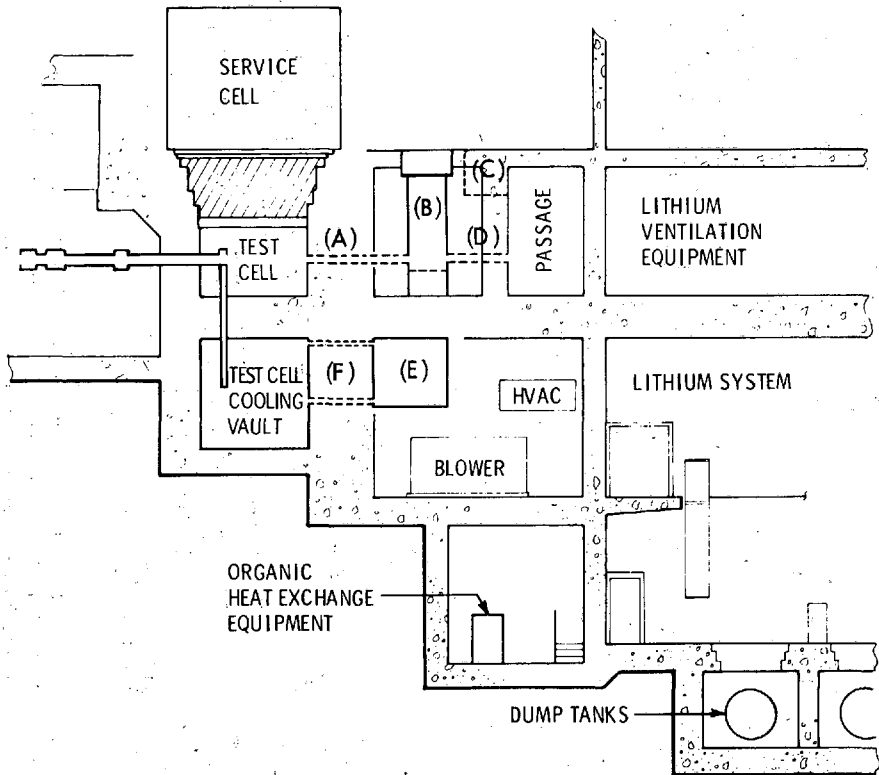 SERVICE
CELL
(C)
(B)
(A)
(D)
TEST
CELL
PASSAGE
LITHIUM
VENTILATION
EQUIPMENT
TEST CELL
COOLING
VAULT
(F)
(E)
HVAC
LITHIUM SYSTEM
BLOWER
ORGANIC
HEAT EXCHANGE
EQUIPMENT
DUMP TANKS